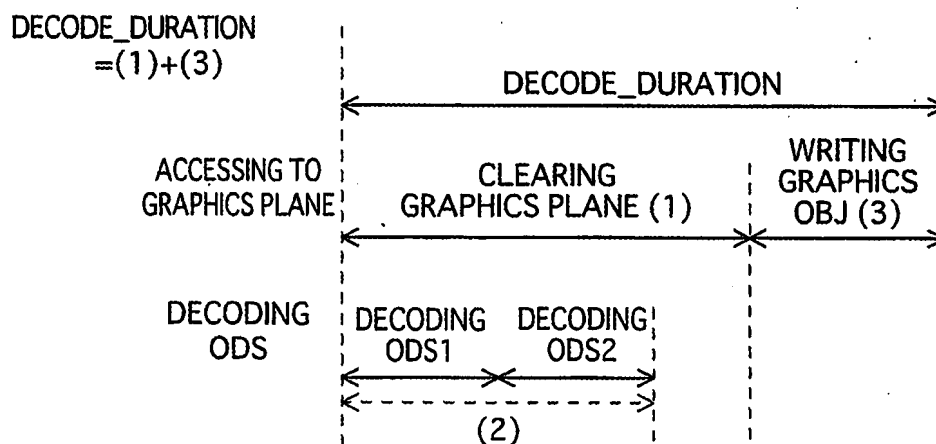 DECODE_DURATION
=(1)+(3)
DECODE_DURATION
ACCESSING TO
GRAPHICS PLANE
CLEARING
GRAPHICS PLANE (1)
WRITING
GRAPHICS
OBJ (3)
DECODING
ODS
DECODING
ODS1
DECODING
ODS2
(2)